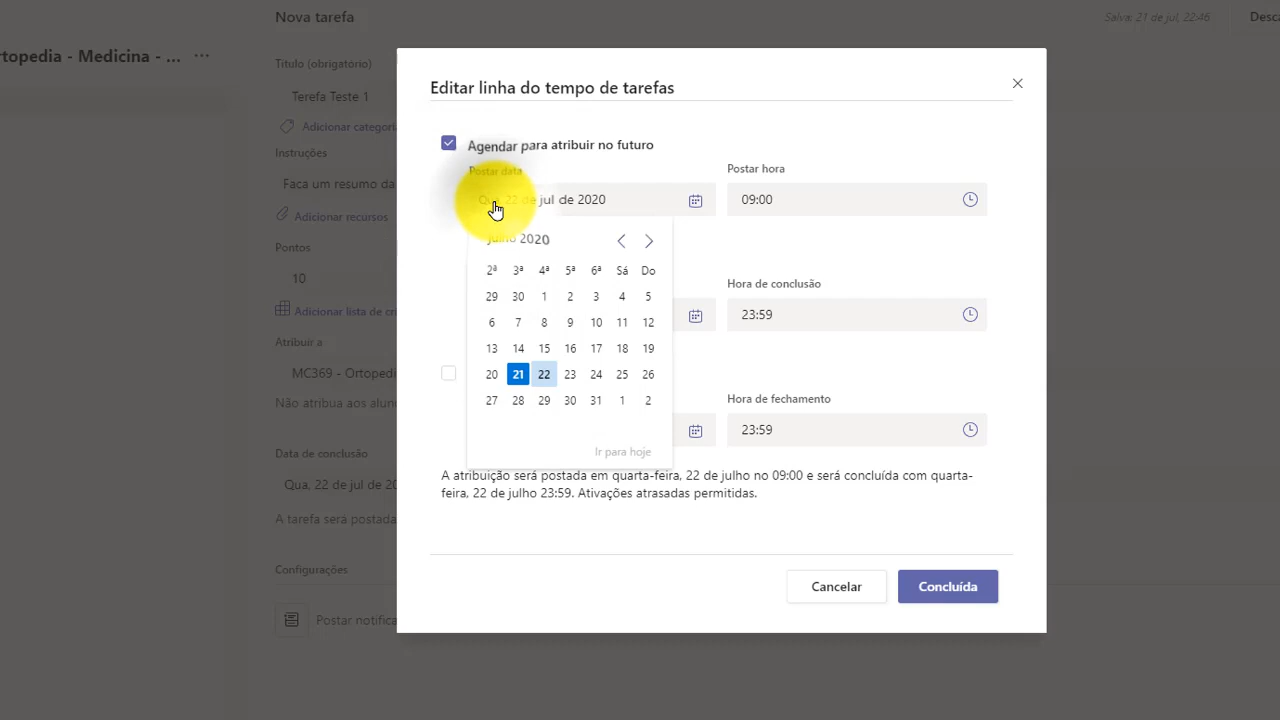 Nova tarefa
Salva: 21 de jul, 22:46
rtopedia - Medicina - ... ...
Título (obrigatório)
Terefa Teste 1
Adicionar categori
Instruções
Faca um resumo da
Adicionar recursos
Pontos
10
Adicionar lista de cri
Atribuir a
MC369 - Ortopedi
Não atribua aos alun
Data de conclusão
Qua, 22 de jul de 20
A tarefa será postada
Configurações
Postar notifica
Editar linha do tempo de tarefas
Agendar para atribuir no futuro
Postar data
Postar hora
Qua, 22 de jul de 2020
09:00
julho 2020
2ª 3ª 4ª 5ª 6ª Sá Do
29 30 1 2 3 4 5
6 7 8 9 10 11 12
13 14 15 16 17 18 19
20 21 22 23 24 25 26
27 28 29 30 31 1 2
Ir para hoje
Hora de conclusão
23:59
Hora de fechamento
23:59
A atribuição será postada em quarta-feira, 22 de julho no 09:00 e será concluída com quarta-
feira, 22 de julho 23:59. Ativações atrasadas permitidas.
Cancelar
Concluída